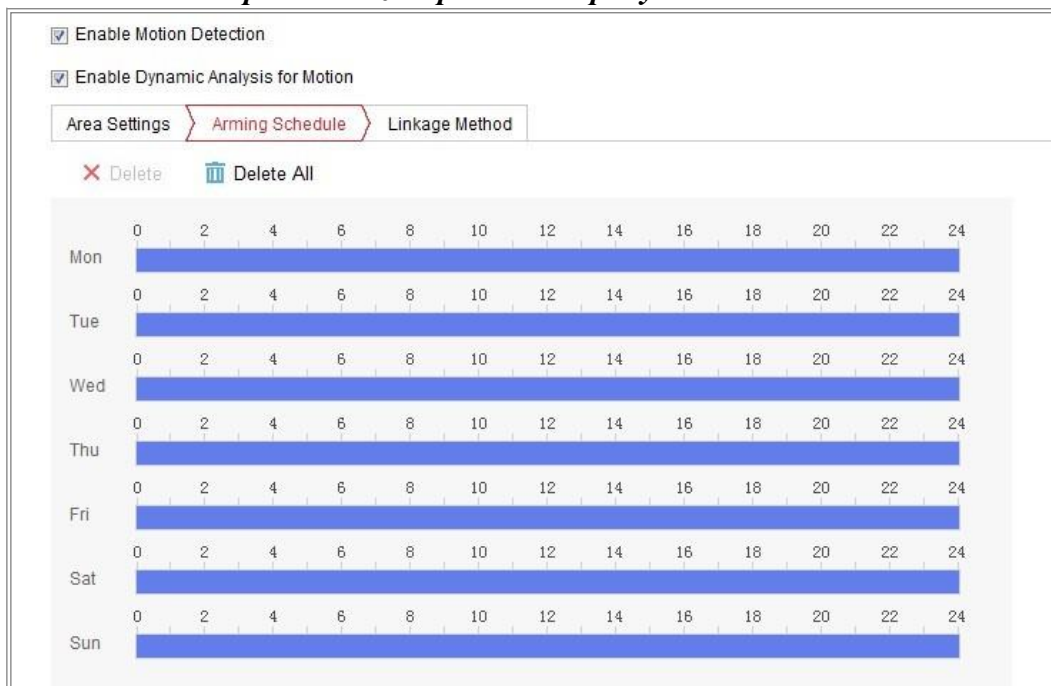 Enable Motion Detection
Enable Dynamic Analysis for Motion
Area Settings Arming Schedule Linkage Method
Delete Delete All
0 2 4 6 8 10 12 14 16 18 20 22 24
Mon
0 2 4 6 8 10 12 14 16 18 20 22 24
Tue
0 2 4 6 8 10 12 14 16 18 20 22 24
Wed
0 2 4 6 8 10 12 14 16 18 20 22 24
Thu
0 2 4 6 8 10 12 14 16 18 20 22 24
Fri
0 2 4 6 8 10 12 14 16 18 20 22 24
Sat
0 2 4 6 8 10 12 14 16 18 20 22 24
Sun